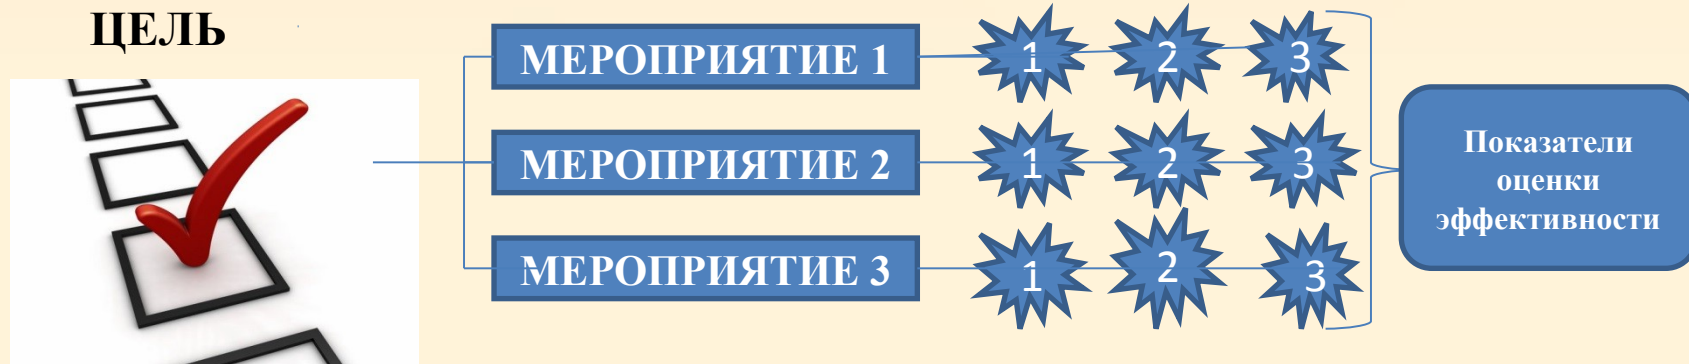 ЦЕЛЬ
МЕРОПРИЯТИЕ 1
1 2 3
МЕРОПРИЯТИЕ 2
1 2 3
МЕРОПРИЯТИЕ 3
1 2 3
Показатели
оценки
эффективности